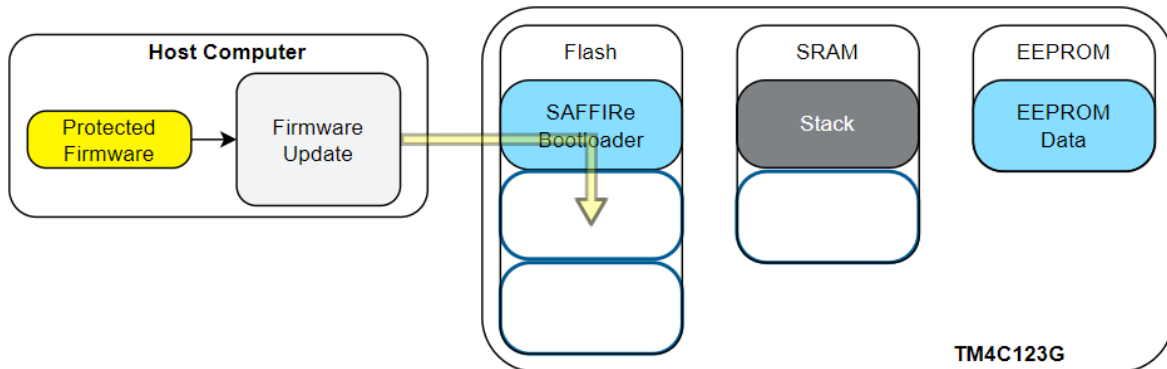 Host Computer
Protected
Firmware
Firmware
Update
Flash
SAFFIRe
Bootloader
SRAM
Stack
EEPROM
EEPROM
Data
TM4C123G